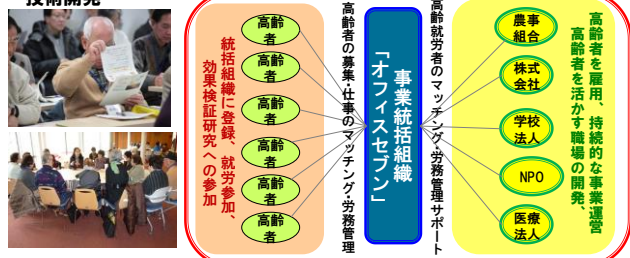 技術開発
高齢
者
高齢
者
高齢
者
高齢
者
高齢
者
高齢
者
統括組織に登録、就労参加、
効果検証研究への参加
高齢者の募集・仕事のマッチング・労務管理
事業統括組織
「オフィスセブン」
高齢就労者のマッチング・労務管理サポート
農事
組合
株式
会社
学校
法人
NPO
医療
法人
高齢者を雇用、持続的な事業運営
高齢者を活かす職場の開発、